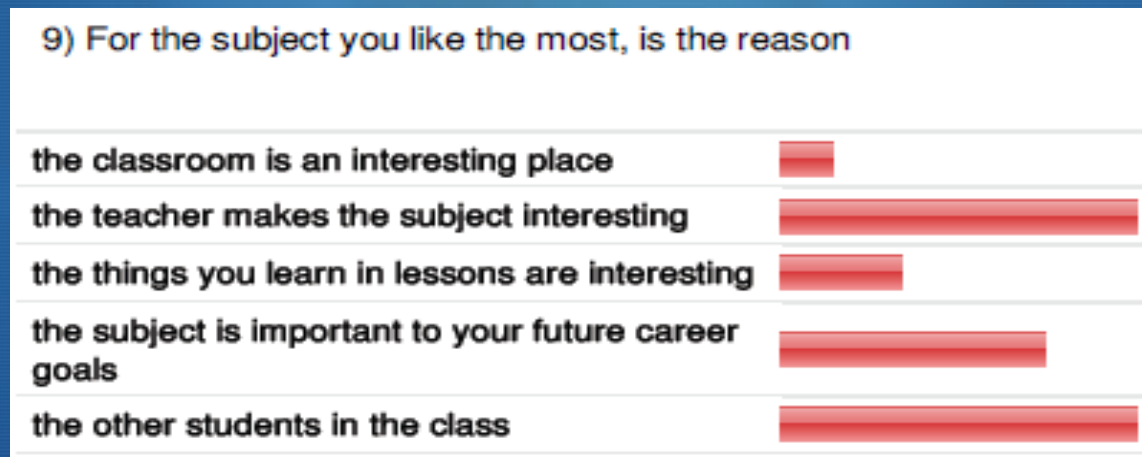 9) For the subject you like the most, is the reason
the classroom is an interesting place
the teacher makes the subject interesting
the things you learn in lessons are interesting
the subject is important to your future career
goals
the other students in the class